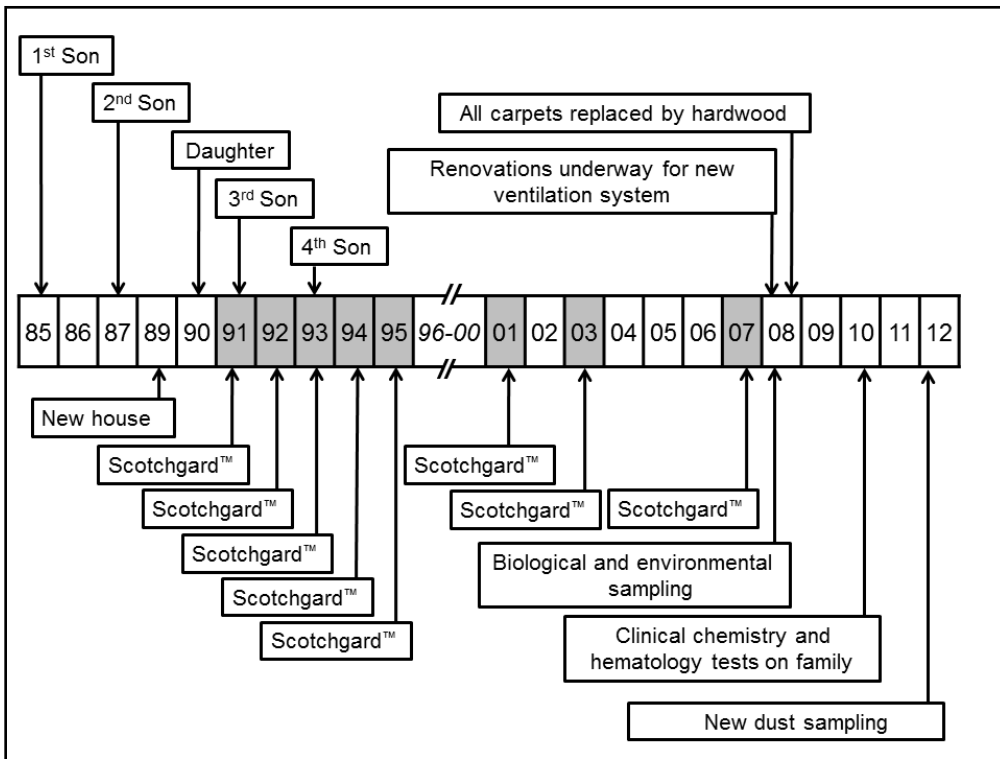 1st Son
2nd Son
Daughter
3rd Son
4th Son
All carpets replaced by hardwood
Renovations underway for new
ventilation system
85 86 87 89 90 91 92 93 94 95 96-00 01 02 03 04 05 06 07 08 09 10 11 12
New house
Scotchgard™
Scotchgard™
Scotchgard™
Scotchgard™
Scotchgard™
Scotchgard™
Scotchgard™
Scotchgard™
Biological and environmental
sampling
Clinical chemistry and
hematology tests on family
New dust sampling